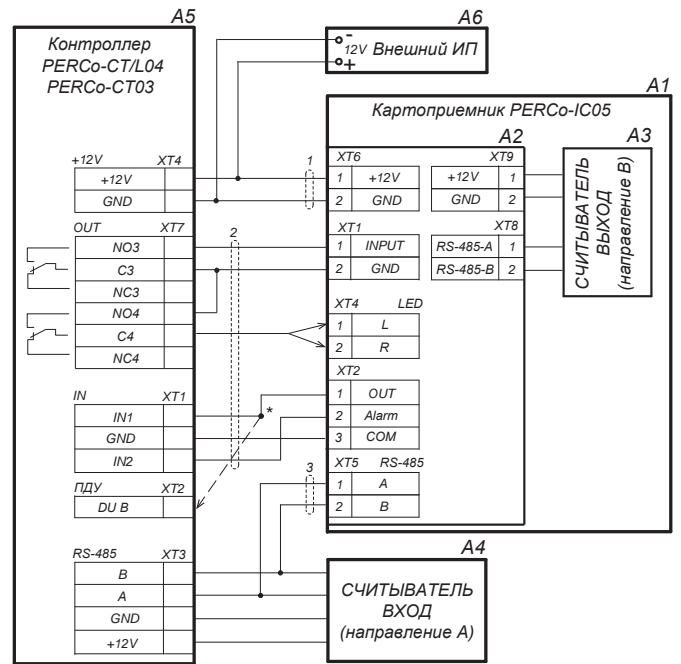 A5
Контроллер
PERCo-CT/L04
PERCo-CT03
+12V XT4
+12V
GND
OUT XT7
NO3
C3
NC3
NO4
C4
NC4
IN XT1
IN1
GND
IN2
ПДУ XT2
DU B
RS-485 XT3
B
A
GND
+12V
1
2
*
3
A6
-
12V Внешний ИП
+
A1
Картоприемник PERCo-IC05
A2
XT6
1 +12V
2 GND
XT1
1 INPUT
2 GND
XT4 LED
1 L
2 R
XT2
1 OUT
2 Alarm
3 COM
XT5 RS-485
1 A
2 B
XT9
+12V 1
GND 2
XT8
RS-485-A 1
RS-485-B 2
A3
СЧИТЫВАТЕЛЬ
ВЫХОД
(направление B)
A4
СЧИТЫВАТЕЛЬ
ВХОД
(направление A)